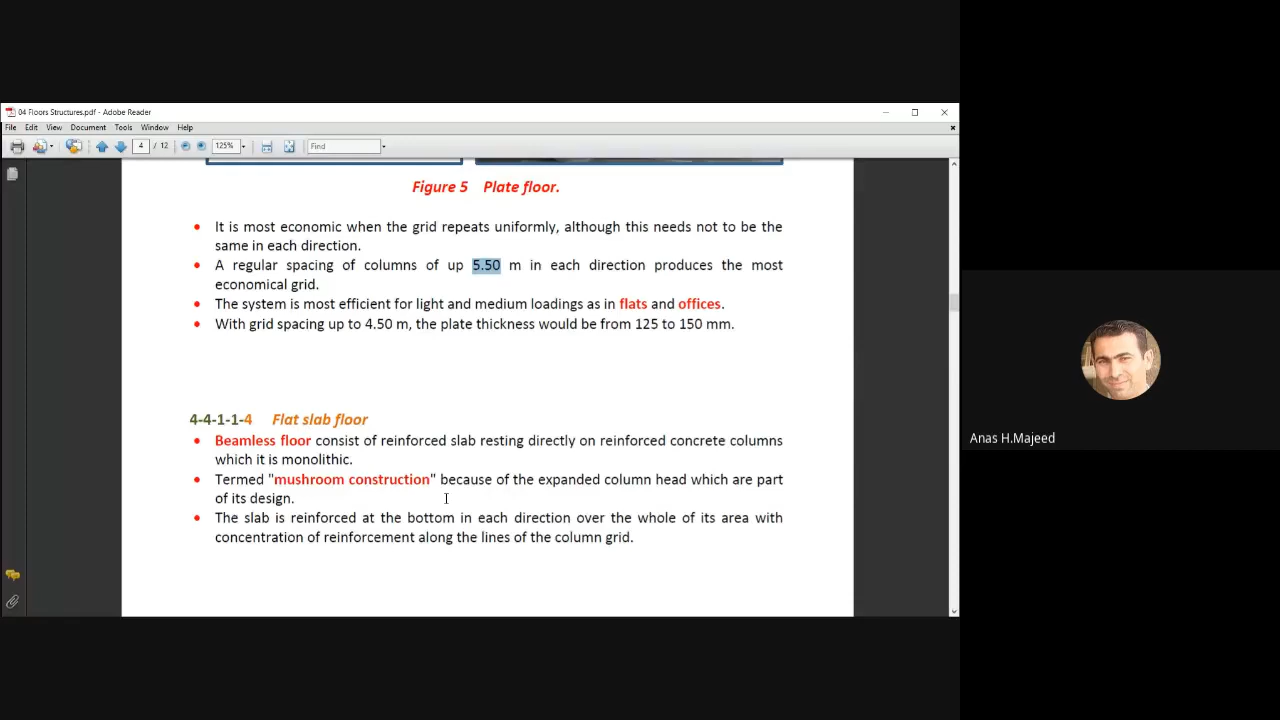 04 Floors Structures.pdf - Adobe Reader
File Edit View Document Tools Window Help
4 / 12 125% Find
Figure 5 Plate floor.
• It is most economic when the grid repeats uniformly, although this needs not to be the
same in each direction.
• A regular spacing of columns of up 5.50 m in each direction produces the most
economical grid.
• The system is most efficient for light and medium loadings as in flats and offices.
• With grid spacing up to 4.50 m, the plate thickness would be from 125 to 150 mm.
4-4-1-1-4 Flat slab floor
• Beamless floor consist of reinforced slab resting directly on reinforced concrete columns
which it is monolithic.
• Termed "mushroom construction" because of the expanded column head which are part
of its design.
• The slab is reinforced at the bottom in each direction over the whole of its area with
concentration of reinforcement along the lines of the column grid.
Anas H.Majeed